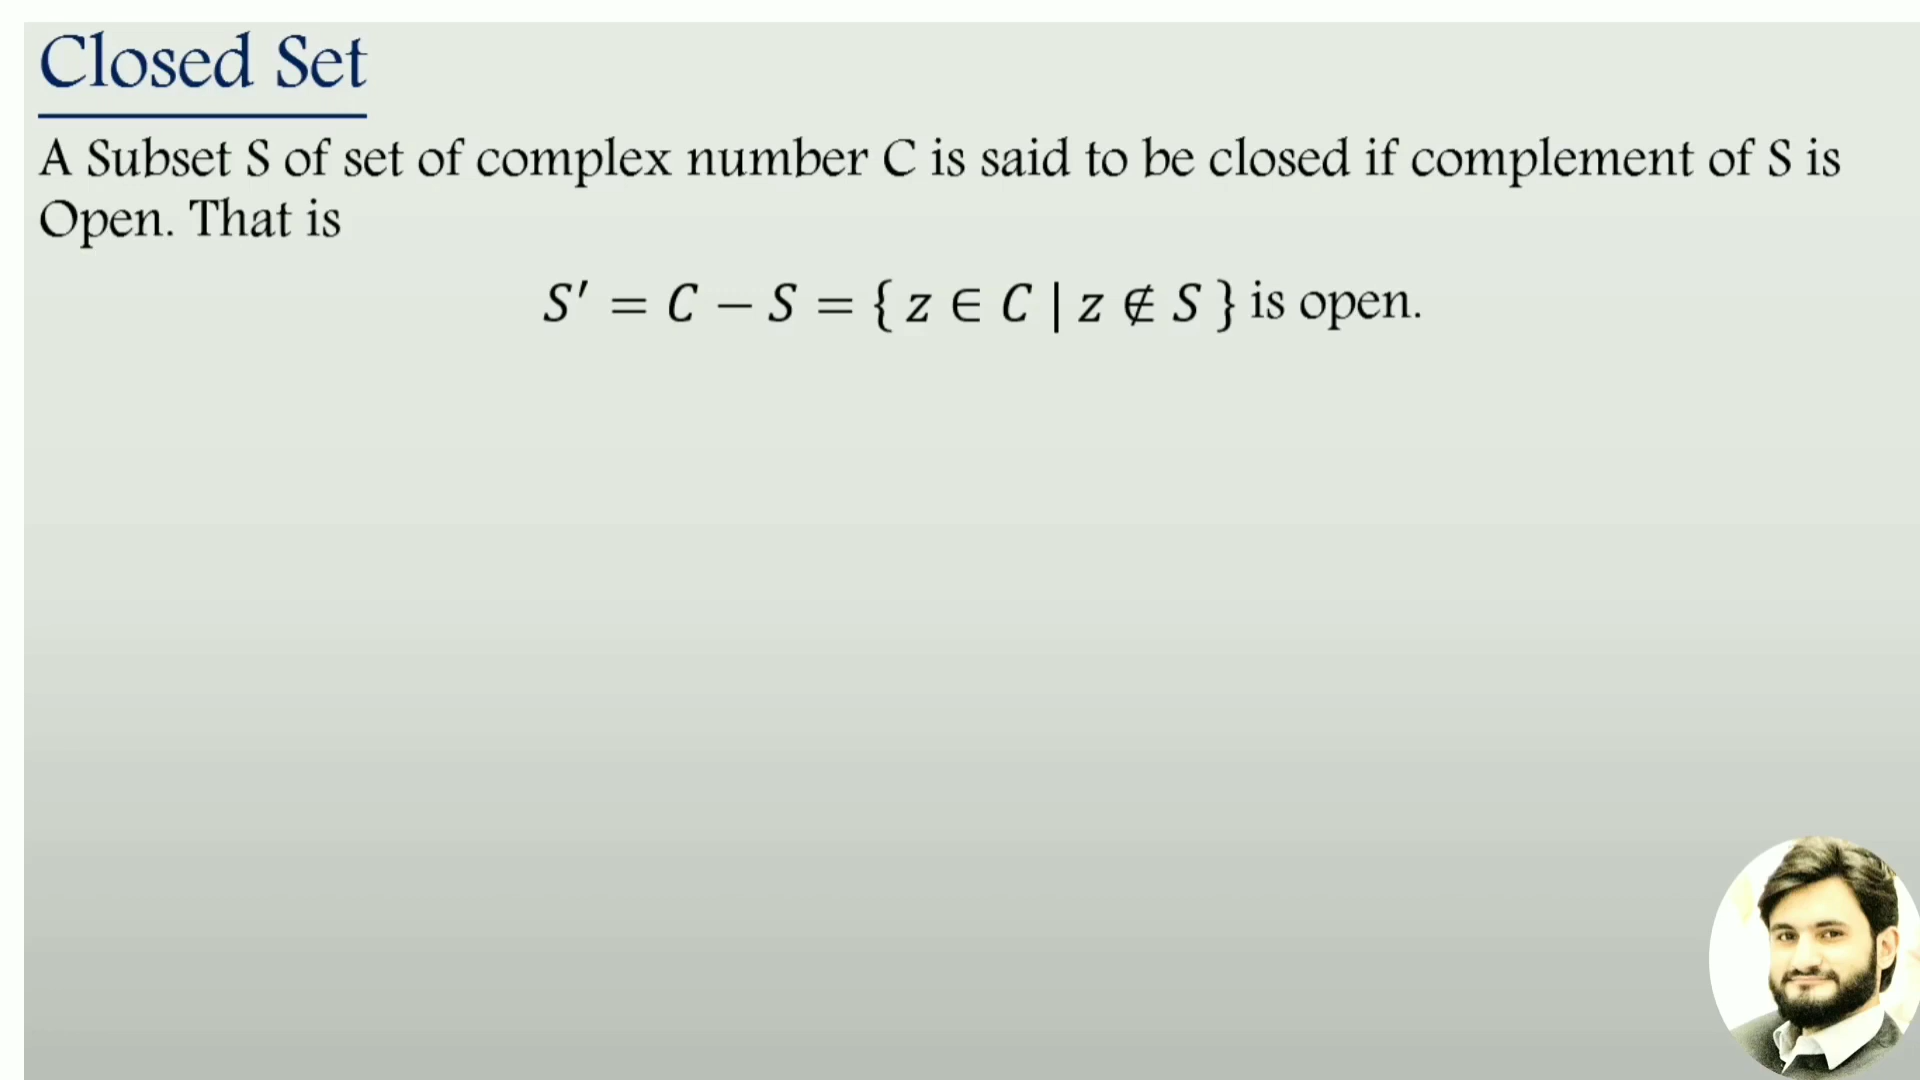 Closed Set
A Subset S of set of complex number C is said to be closed if complement of S is
Open. That is
S′ = C − S = { z ∈ C | z ∉ S } is open.